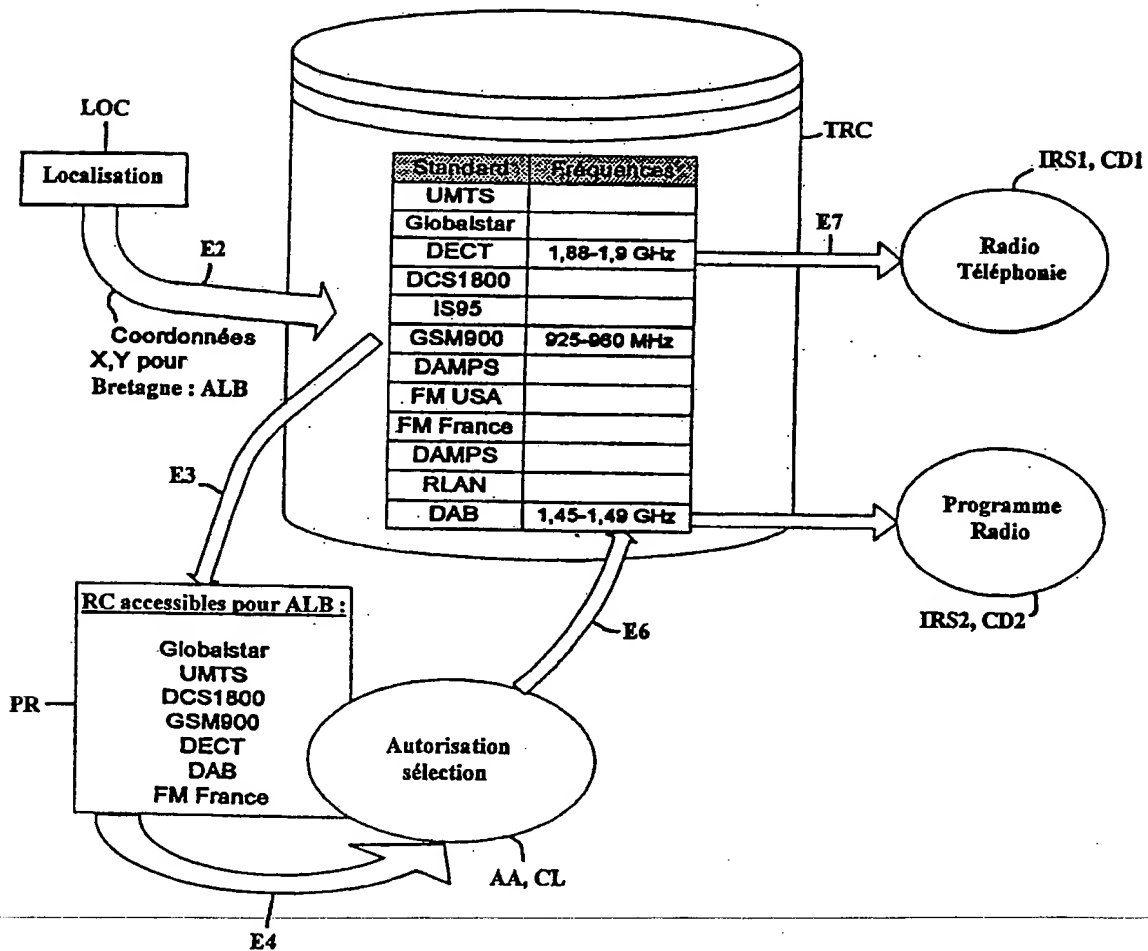 LOC
Localisation
E2
Coordonnées
X,Y pour
Bretagne : ALB
TRC
Standard Fréquences
UMTS
Globalstar
DECT 1,88-1,9 GHz
DCS1800
IS95
GSM900 925-960 MHz
DAMPS
FM USA
FM France
DAMPS
RLAN
DAB 1,45-1,49 GHz
E7
IRS1, CD1
Radio
Téléphonie
Programme
Radio
IRS2, CD2
E3
RC accessibles pour ALB :
Globalstar
UMTS
DCS1800
GSM900
DECT
DAB
FM France
PR
Autorisation
sélection
E6
AA, CL
E4